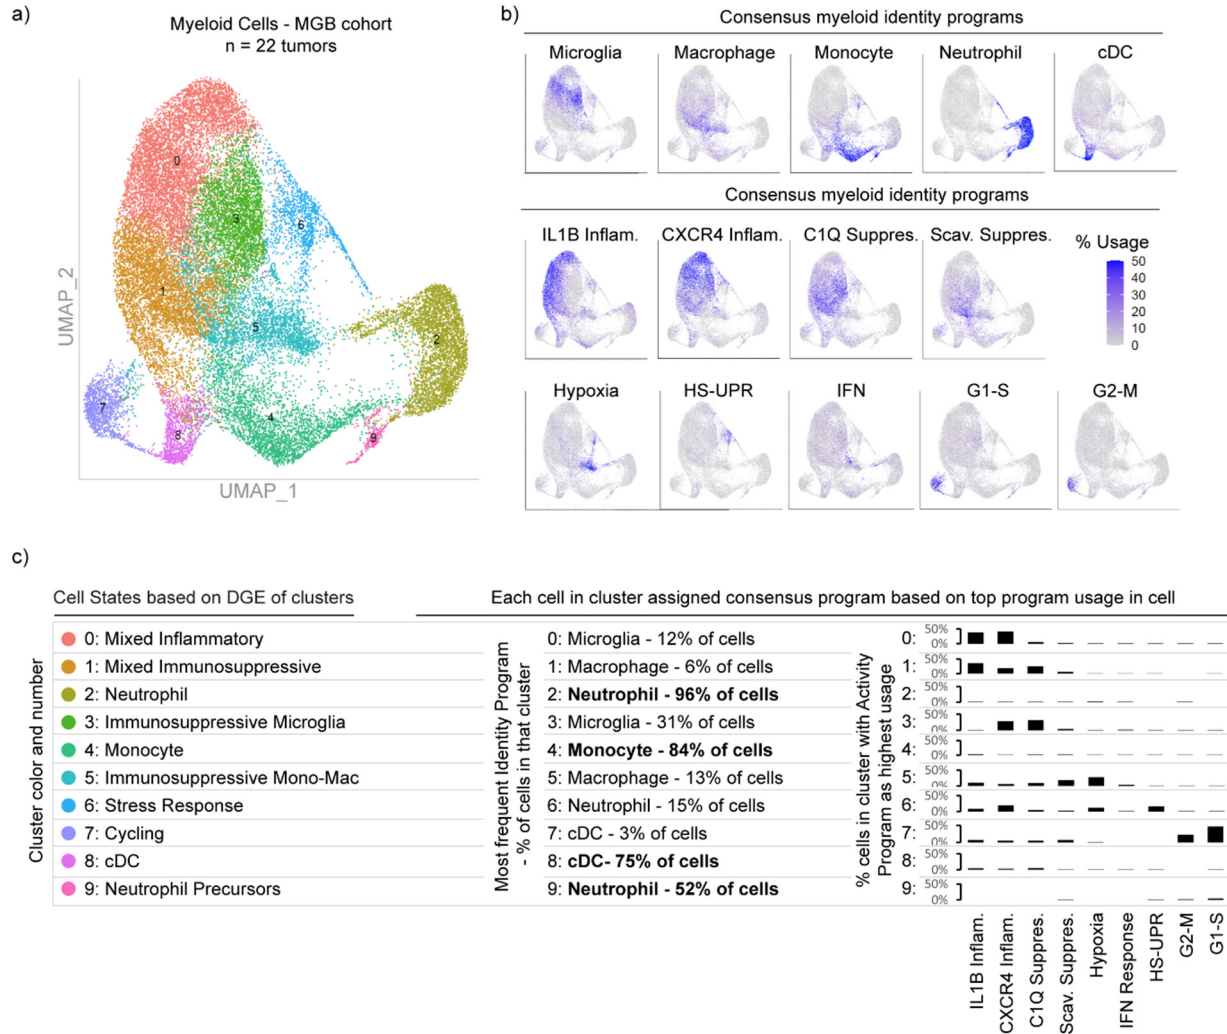 a)
Myeloid Cells - MGB cohort
n = 22 tumors
0
3
6
1
5
2
7
4
8
9
UMAP_2
UMAP_1
b)
Consensus myeloid identity programs
Microglia
Macrophage
Monocyte
Neutrophil
cDC
Consensus myeloid identity programs
IL1B Inflam.
CXCR4 Inflam.
C1Q Suppres.
Scav. Suppres.
% Usage
50
40
30
20
10
0
Hypoxia
HS-UPR
IFN
G1-S
G2-M
c)
Cell States based on DGE of clusters
Cluster color and number
0: Mixed Inflammatory
1: Mixed Immunosuppressive
2: Neutrophil
3: Immunosuppressive Microglia
4: Monocyte
5: Immunosuppressive Mono-Mac
6: Stress Response
7: Cycling
8: cDC
9: Neutrophil Precursors
Each cell in cluster assigned consensus program based on top program usage in cell
Most frequent Identity Program
- % of cells in that cluster
0: Microglia - 12% of cells
1: Macrophage - 6% of cells
2: Neutrophil - 96% of cells
3: Microglia - 31% of cells
4: Monocyte - 84% of cells
5: Macrophage - 13% of cells
6: Neutrophil - 15% of cells
7: cDC - 3% of cells
8: cDC- 75% of cells
9: Neutrophil - 52% of cells
% cells in cluster with Activity
Program as highest usage
0: 50% 0%
1: 50% 0%
2: 50% 0%
3: 50% 0%
4: 50% 0%
5: 50% 0%
6: 50% 0%
7: 50% 0%
8: 50% 0%
9: 50% 0%
IL1B Inflam.
CXCR4 Inflam.
C1Q Suppres.
Scav. Suppres.
Hypoxia
IFN Response
HS-UPR
G2-M
G1-S